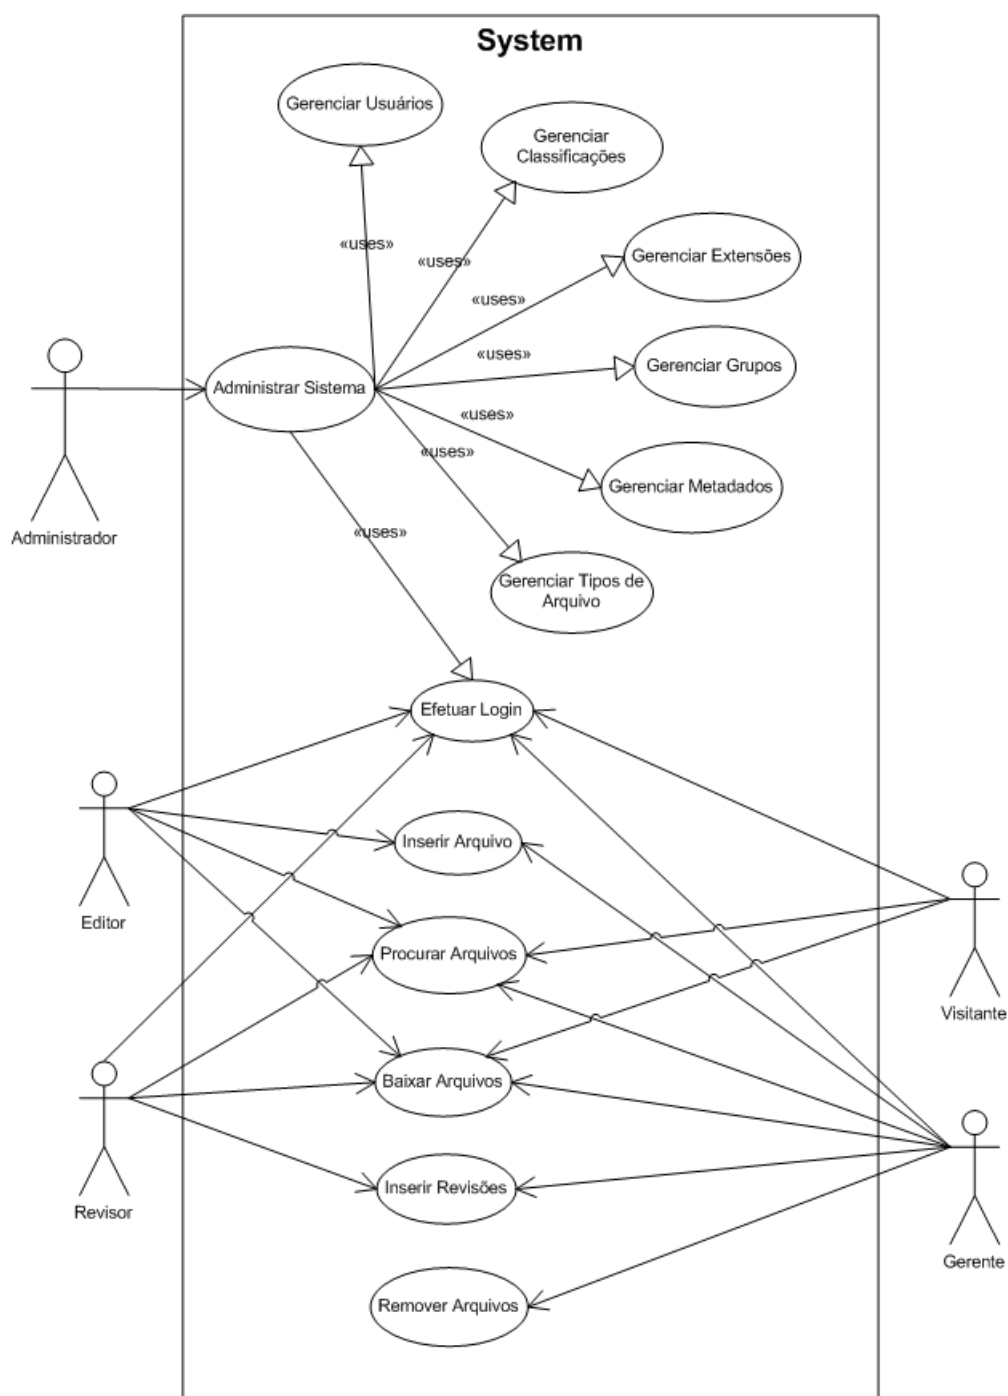 System
Gerenciar Usuários
Gerenciar
Classificações
«uses»
«uses»
Gerenciar Extensões
«uses»
«uses»
Gerenciar Grupos
Administrar Sistema
«uses»
«uses»
Gerenciar Metadados
Administrador
«uses»
Gerenciar Tipos de
Arquivo
Efetuar Login
Inserir Arquivo
Editor
Procurar Arquivos
Visitante
Baixar Arquivos
Inserir Revisões
Revisor
Gerente
Remover Arquivos